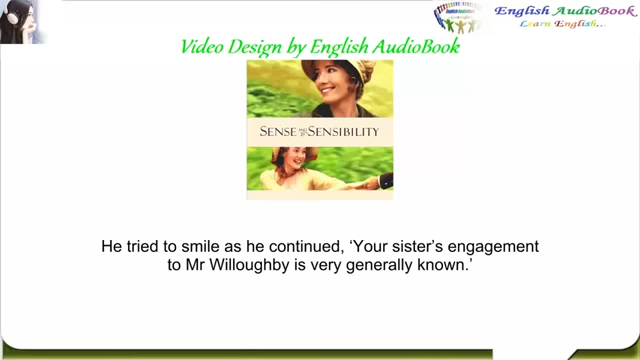 English AudioBook
Learn English...
Video Design by English AudioBook
SENSE AND SENSIBILITY
He tried to smile as he continued, ‘Your sister’s engagement
to Mr Willoughby is very generally known.’